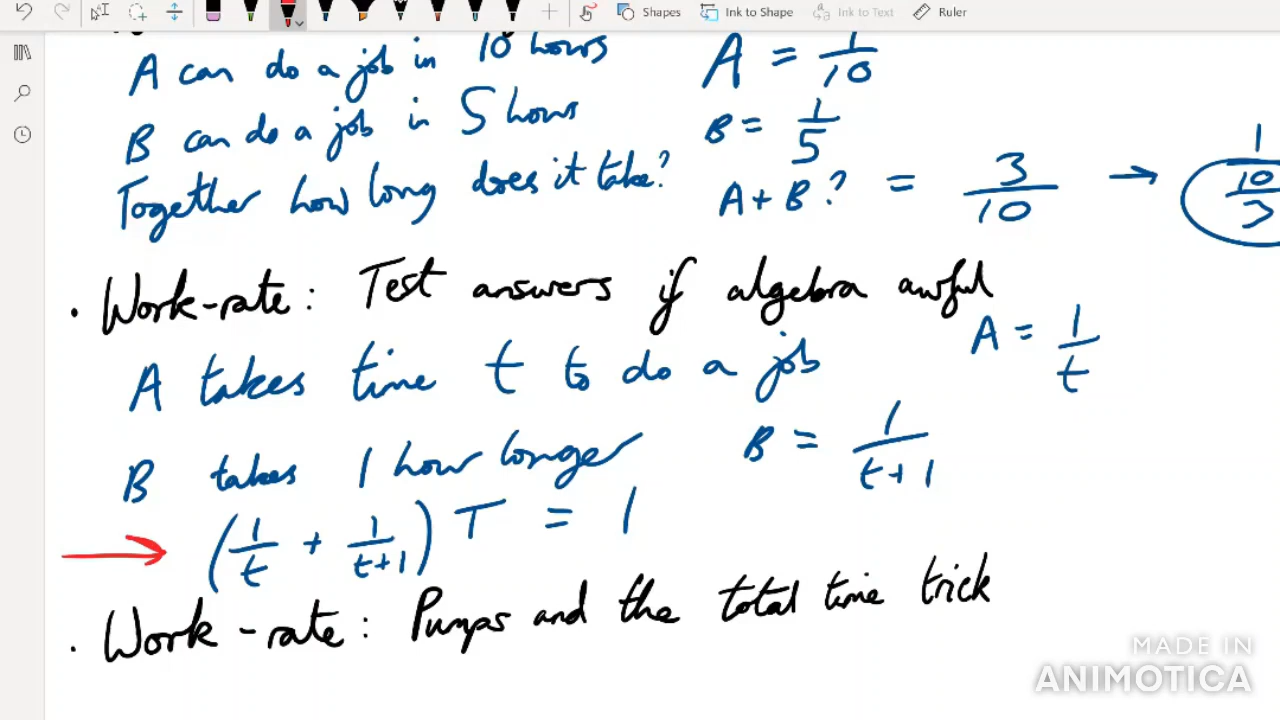 Shapes
Ink to Shape
Ink to Text
Ruler
A can do a job in 10 hours
A = 1/10
B can do a job in 5 hours
B = 1/5
Together how long does it take?
A + B? = 3/10 → 1/(10/3)
· Work-rate: Test answers if algebra awful
A takes time t to do a job
A = 1/t
B takes 1 hour longer
B = 1/(t+1)
→ (1/t + 1/(t+1)) T = 1
· Work-rate: Pumps and the total time trick
MADE IN
ANIMOTICA